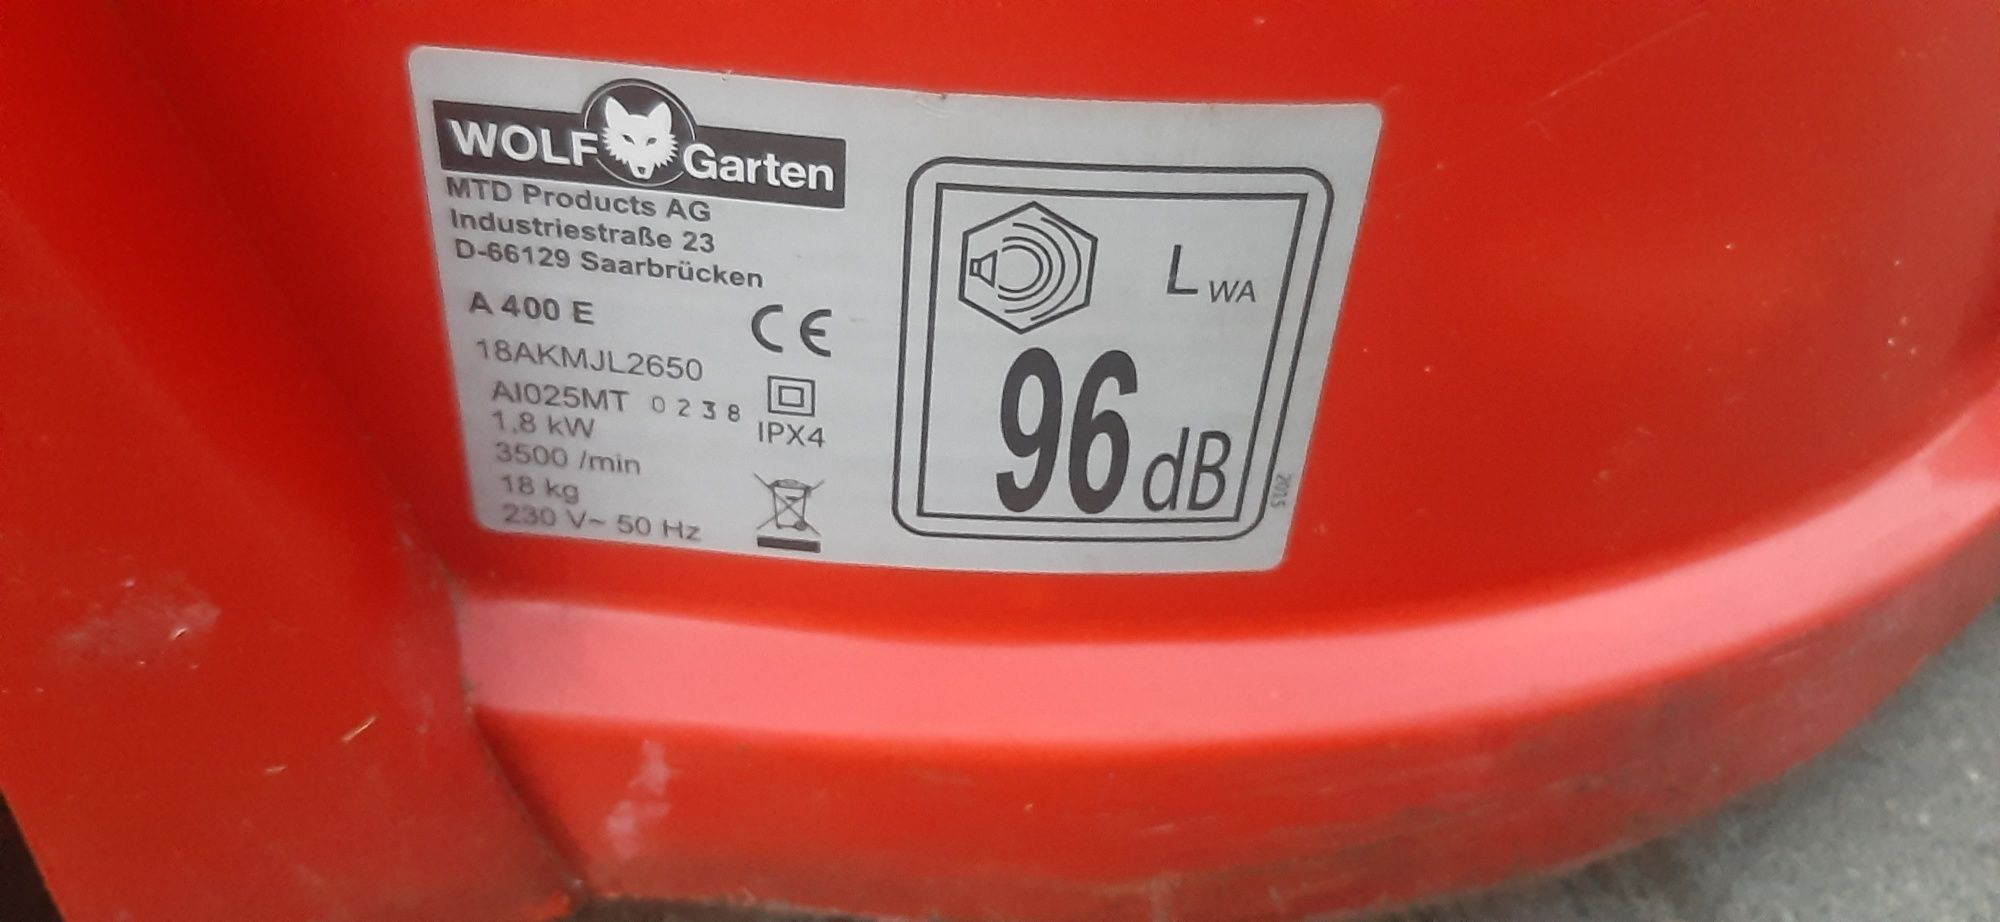 WOLF Garten
MTD Products AG
Industriestraße 23
D-66129 Saarbrücken
A 400 E
CE
18AKMJL2650
AI025MT 0238
IPX4
1,8 kW
3500 /min
18 kg
230 V~ 50 Hz
LWA
96 dB
2015